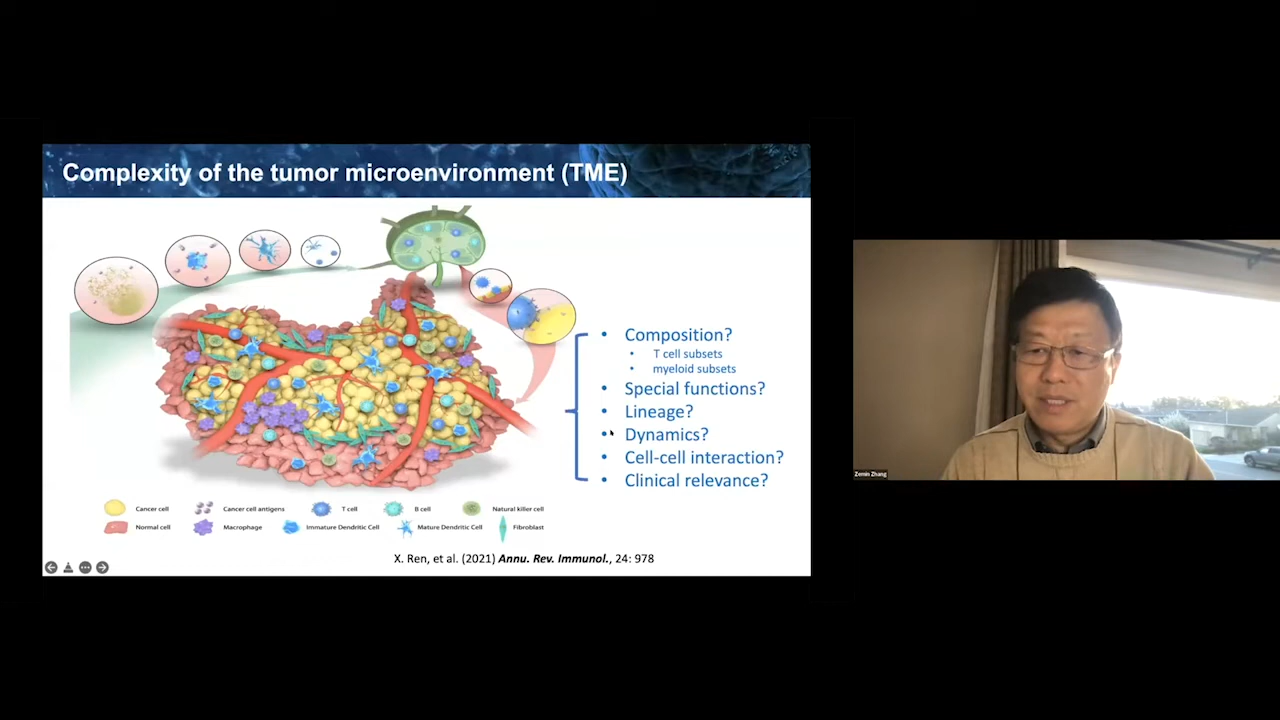 Complexity of the tumor microenvironment (TME)
• Composition?
• T cell subsets
• myeloid subsets
• Special functions?
• Lineage?
• Dynamics?
• Cell-cell interaction?
• Clinical relevance?
Cancer cell
Cancer cell antigens
T cell
B cell
Natural killer cell
Normal cell
Macrophage
Immature Dendritic Cell
Mature Dendritic Cell
Fibroblast
X. Ren, et al. (2021) Annu. Rev. Immunol., 24: 978
Zemin Zhang